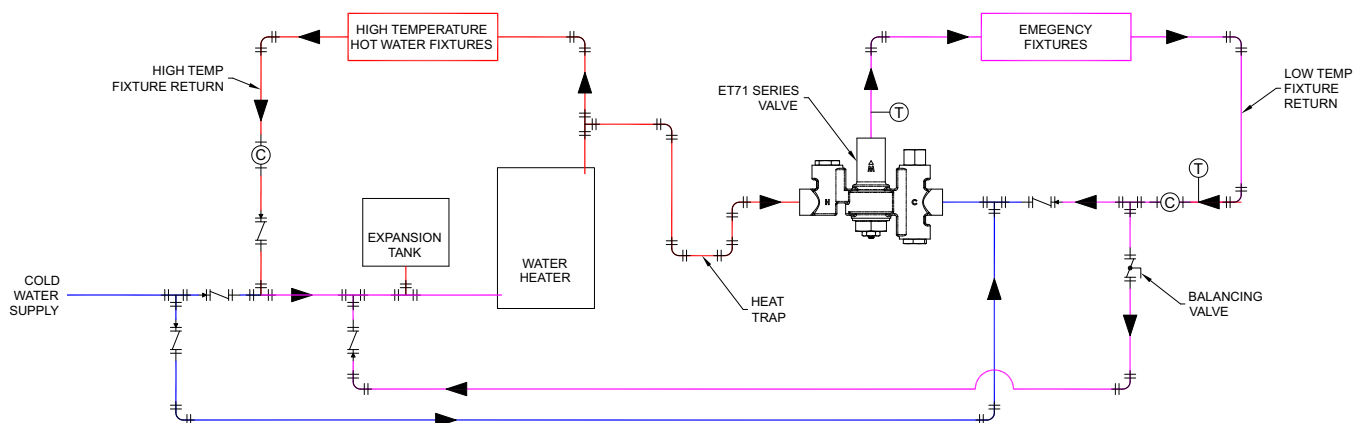 HIGH TEMPERATURE
HOT WATER FIXTURES
EMEGENCY
FIXTURES
HIGH TEMP
FIXTURE RETURN
ET71 SERIES
VALVE
T
LOW TEMP
FIXTURE
RETURN
C
T
H
C
C
EXPANSION
TANK
WATER
HEATER
COLD
WATER
SUPPLY
HEAT
TRAP
BALANCING
VALVE